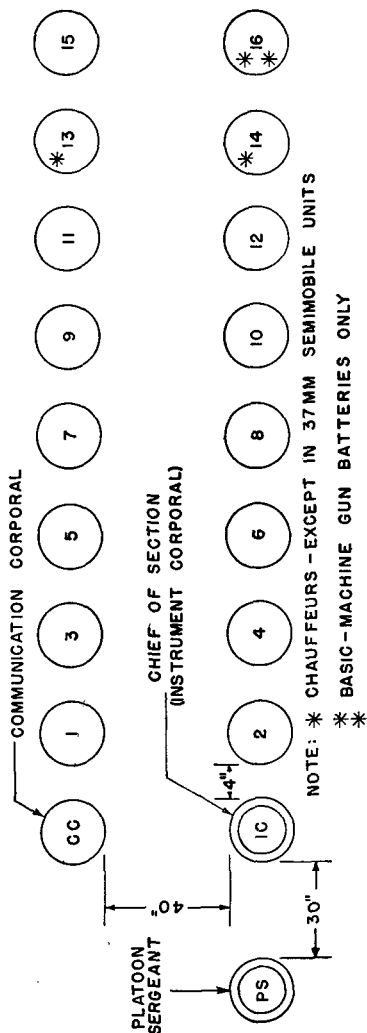 COMMUNICATION CORPORAL
CC 1 3 5 7 9 11 *13 15
40"
CHIEF OF SECTION
(INSTRUMENT CORPORAL)
PLATOON
SERGEANT
4"
PS IC 2 4 6 8 10 12 *14 **16
30"
NOTE: * CHAUFFEURS-EXCEPT IN 37MM SEMIMOBILE UNITS
** BASIC-MACHINE GUN BATTERIES ONLY